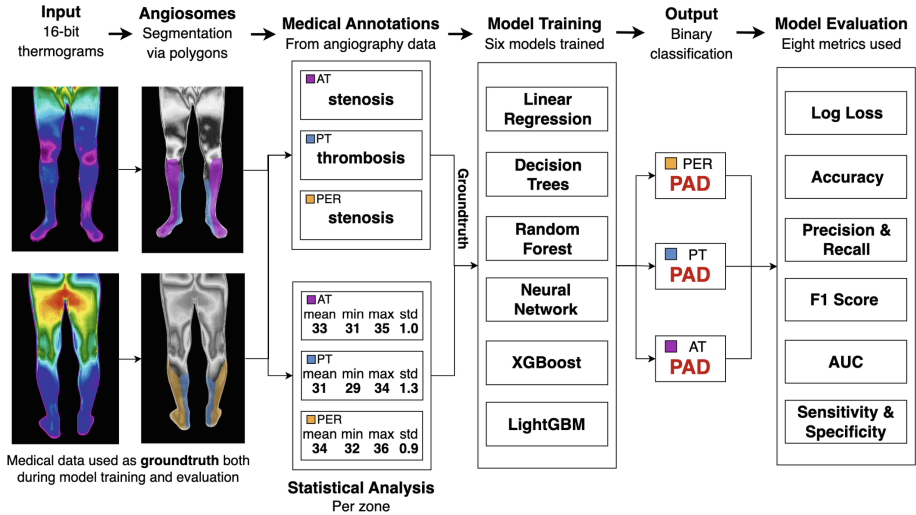 Input
16-bit
thermograms
Angiosomes
Segmentation
via polygons
Medical Annotations
From angiography data
Model Training
Six models trained
Output
Binary
classification
Model Evaluation
Eight metrics used
AT
stenosis
PT
thrombosis
PER
stenosis
AT
mean min max std
33 31 35 1.0
PT
mean min max std
31 29 34 1.3
PER
mean min max std
34 32 36 0.9
Statistical Analysis
Per zone
Medical data used as groundtruth both
during model training and evaluation
Groundtruth
Linear
Regression
Decision
Trees
Random
Forest
Neural
Network
XGBoost
LightGBM
PER
PAD
PT
PAD
AT
PAD
Log Loss
Accuracy
Precision &
Recall
F1 Score
AUC
Sensitivity &
Specificity